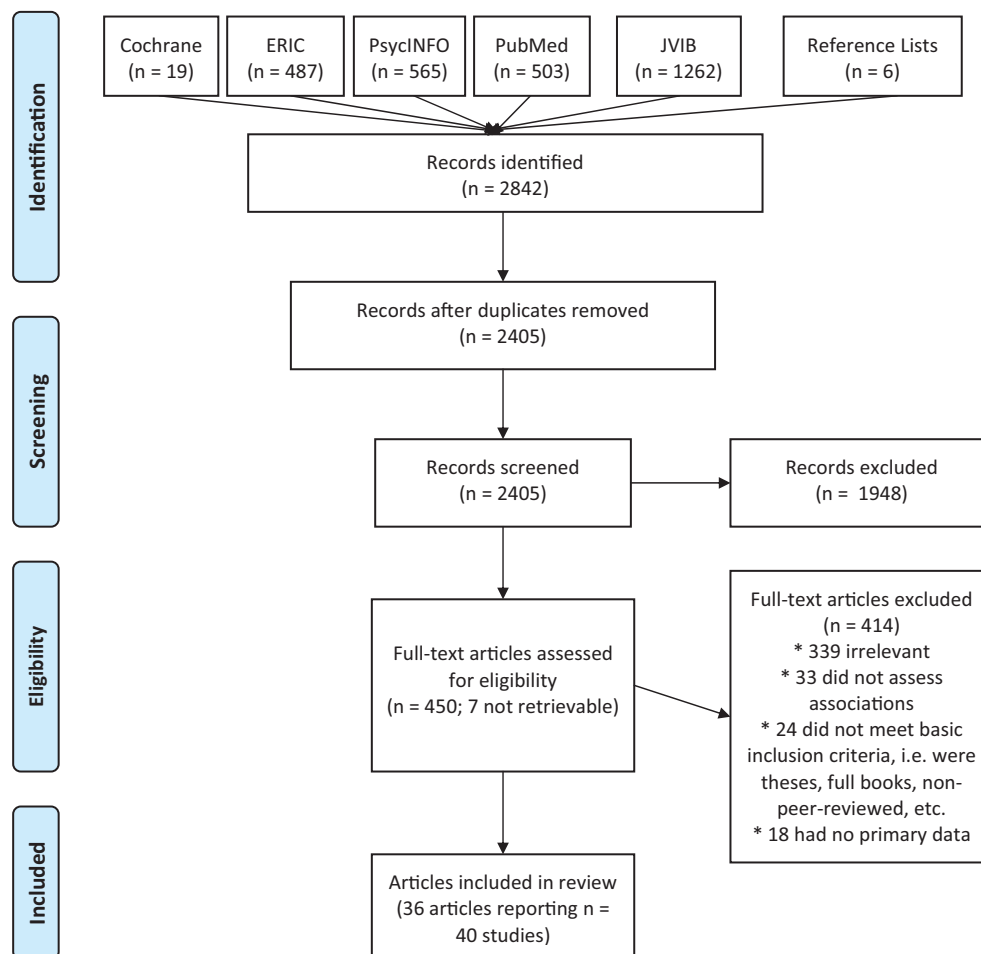 Identification
Cochrane
(n = 19)
ERIC
(n = 487)
PsycINFO
(n = 565)
PubMed
(n = 503)
JVIB
(n = 1262)
Reference Lists
(n = 6)
Records identified
(n = 2842)
Records after duplicates removed
(n = 2405)
Screening
Records screened
(n = 2405)
Records excluded
(n = 1948)
Eligibility
Full-text articles assessed
for eligibility
(n = 450; 7 not retrievable)
Full-text articles excluded
(n = 414)
* 339 irrelevant
* 33 did not assess
associations
* 24 did not meet basic
inclusion criteria, i.e. were
theses, full books, non-
peer-reviewed, etc.
* 18 had no primary data
Included
Articles included in review
(36 articles reporting n =
40 studies)